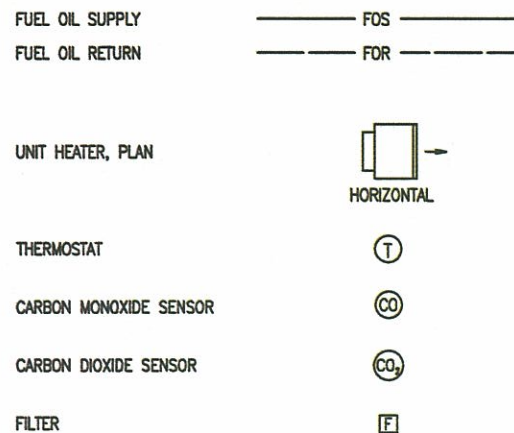 FUEL OIL SUPPLY FOS
FUEL OIL RETURN FOR
UNIT HEATER, PLAN
HORIZONTAL
THERMOSTAT T
CARBON MONOXIDE SENSOR CO
CARBON DIOXIDE SENSOR CO₂
FILTER F